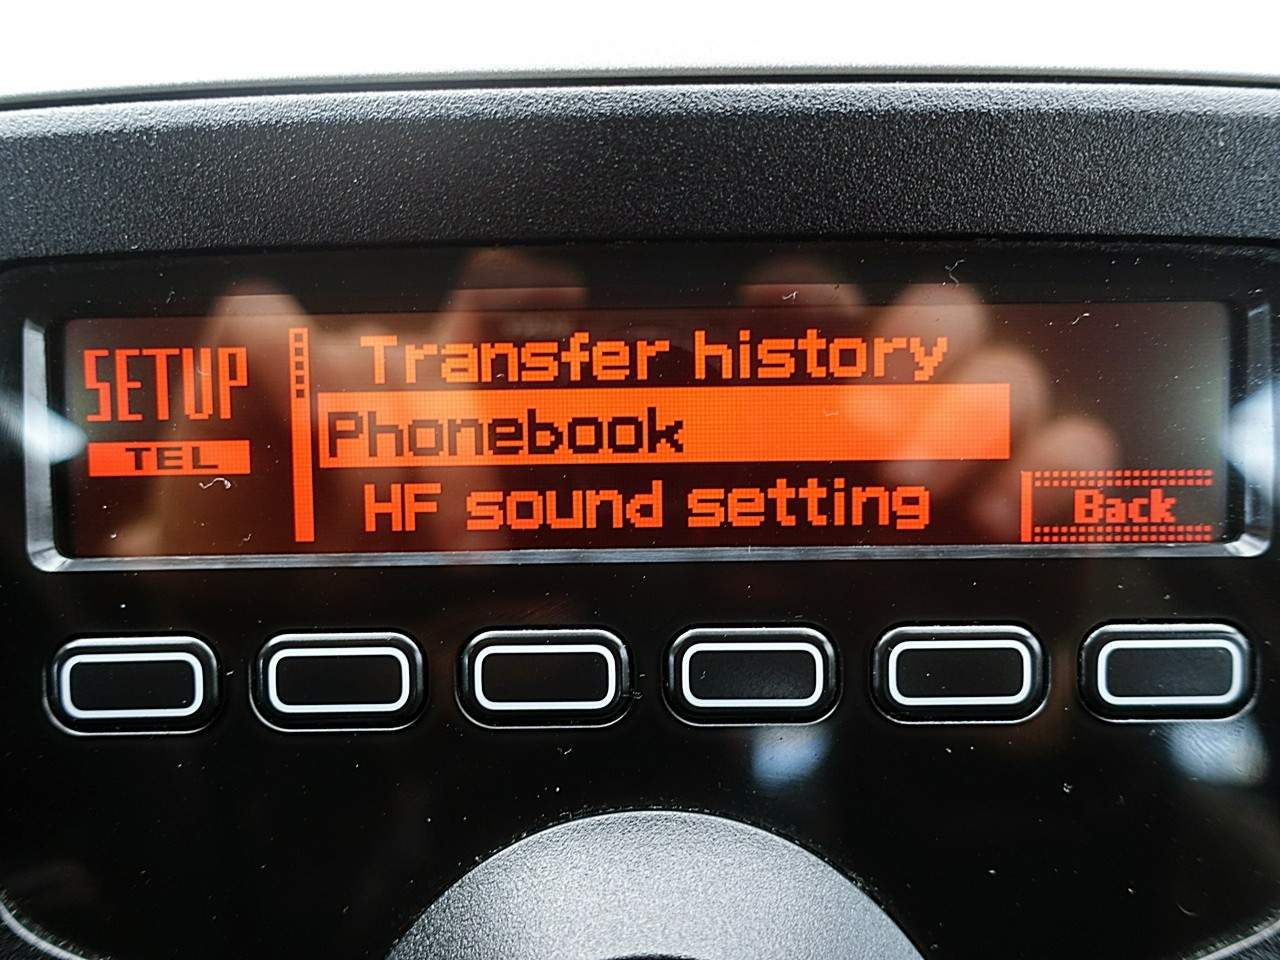 SETUP
TEL
Transfer history
Phonebook
HF sound setting
Back